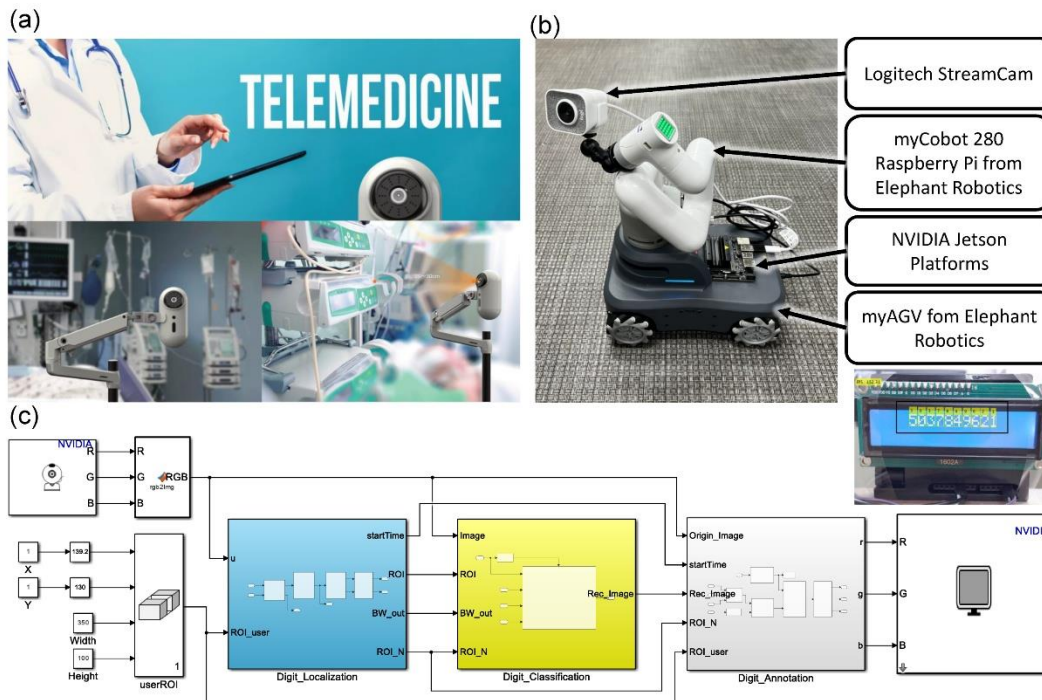 (a)
TELEMEDICINE
(b)
Logitech StreamCam
myCobot 280
Raspberry Pi from
Elephant Robotics
NVIDIA Jetson
Platforms
myAGV fom Elephant
Robotics
5037849621
1602A
(c)
NVIDIA
R
G
B
R
G
B
RGB
rgb2img
1
X
139.2
1
Y
130
350
Width
100
Height
1
userROI
u
ROI_user
startTime
ROI
BW_out
ROI_N
Digit_Localization
Image
ROI
BW_out
ROI_N
Rec_Image
Digit_Classification
Origin_Image
startTime
Rec_Image
ROI_N
ROI_user
r
g
b
Digit_Annotation
R
G
B
NVIDI